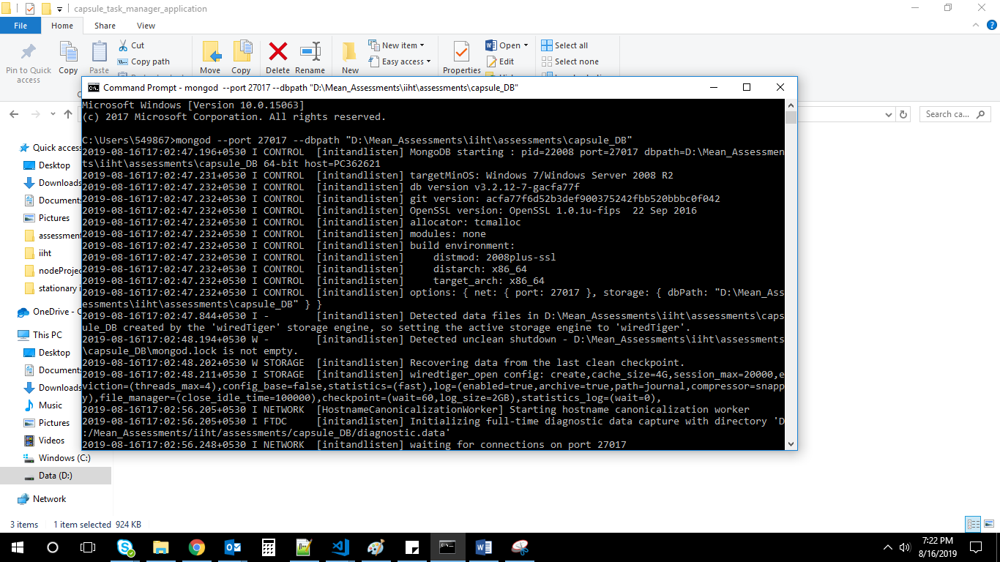 capsule_task_manager_application
File Home Share View
Pin to Quick access
Copy
Paste
Cut
Copy path
Move
Copy
Delete
Rename
New
New item
Easy access
Properties
Open
Edit
Select all
Select none
Command Prompt - mongod --port 27017 --dbpath "D:\Mean_Assessments\iiht\assessments\capsule_DB"
Search ca...
Microsoft Windows [Version 10.0.15063]
(c) 2017 Microsoft Corporation. All rights reserved.
C:\Users\549867>mongod --port 27017 --dbpath "D:\Mean_Assessments\iiht\assessments\capsule_DB"
2019-08-16T17:02:47.196+0530 I CONTROL  [initandlisten] MongoDB starting : pid=22008 port=27017 dbpath=D:\Mean_Assessmen
ts\iiht\assessments\capsule_DB 64-bit host=PC362621
2019-08-16T17:02:47.231+0530 I CONTROL  [initandlisten] targetMinOS: Windows 7/Windows Server 2008 R2
2019-08-16T17:02:47.232+0530 I CONTROL  [initandlisten] db version v3.2.12-7-gacfa77f
2019-08-16T17:02:47.232+0530 I CONTROL  [initandlisten] git version: acfa77f6d52b3def900375242fbb520bbbc0f042
2019-08-16T17:02:47.232+0530 I CONTROL  [initandlisten] OpenSSL version: OpenSSL 1.0.1u-fips  22 Sep 2016
2019-08-16T17:02:47.232+0530 I CONTROL  [initandlisten] allocator: tcmalloc
2019-08-16T17:02:47.232+0530 I CONTROL  [initandlisten] modules: none
2019-08-16T17:02:47.232+0530 I CONTROL  [initandlisten] build environment:
2019-08-16T17:02:47.232+0530 I CONTROL  [initandlisten]     distmod: 2008plus-ssl
2019-08-16T17:02:47.232+0530 I CONTROL  [initandlisten]     distarch: x86_64
2019-08-16T17:02:47.232+0530 I CONTROL  [initandlisten]     target_arch: x86_64
2019-08-16T17:02:47.232+0530 I CONTROL  [initandlisten] options: { net: { port: 27017 }, storage: { dbPath: "D:\Mean_Ass
essments\iiht\assessments\capsule_DB" } }
2019-08-16T17:02:47.844+0530 I -        [initandlisten] Detected data files in D:\Mean_Assessments\iiht\assessments\caps
ule_DB created by the 'wiredTiger' storage engine, so setting the active storage engine to 'wiredTiger'.
2019-08-16T17:02:48.194+0530 W -        [initandlisten] Detected unclean shutdown - D:\Mean_Assessments\iiht\assessments
\capsule_DB\mongod.lock is not empty.
2019-08-16T17:02:48.202+0530 W STORAGE  [initandlisten] Recovering data from the last clean checkpoint.
2019-08-16T17:02:48.211+0530 I STORAGE  [initandlisten] wiredtiger_open config: create,cache_size=4G,session_max=20000,e
viction=(threads_max=4),config_base=false,statistics=(fast),log=(enabled=true,archive=true,path=journal,compressor=snapp
y),file_manager=(close_idle_time=100000),checkpoint=(wait=60,log_size=2GB),statistics_log=(wait=0),
2019-08-16T17:02:56.205+0530 I NETWORK  [HostnameCanonicalizationWorker] Starting hostname canonicalization worker
2019-08-16T17:02:56.205+0530 I FTDC     [initandlisten] Initializing full-time diagnostic data capture with directory 'D
:/Mean_Assessments/iiht/assessments/capsule_DB/diagnostic.data'
2019-08-16T17:02:56.248+0530 I NETWORK  [initandlisten] waiting for connections on port 27017
Quick access
Desktop
Downloads
Documents
Pictures
assessment
iiht
nodeProjec
stationary i
OneDrive - C
This PC
Desktop
Documents
Downloads
Music
Pictures
Videos
Windows (C:)
Data (D:)
Network
3 items 1 item selected 924 KB
7:22 PM
8/16/2019